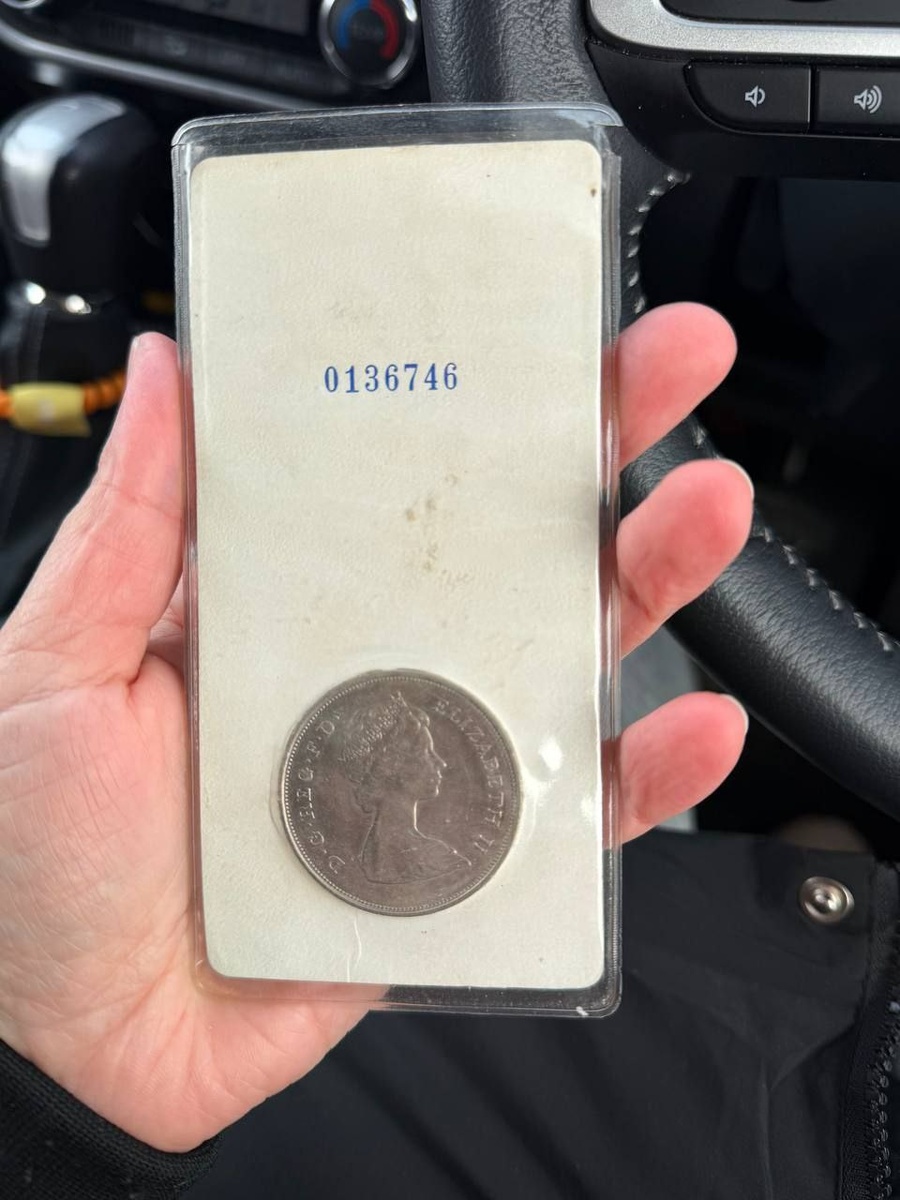 0136746
D·G·REG·F·D· ELIZABETH II